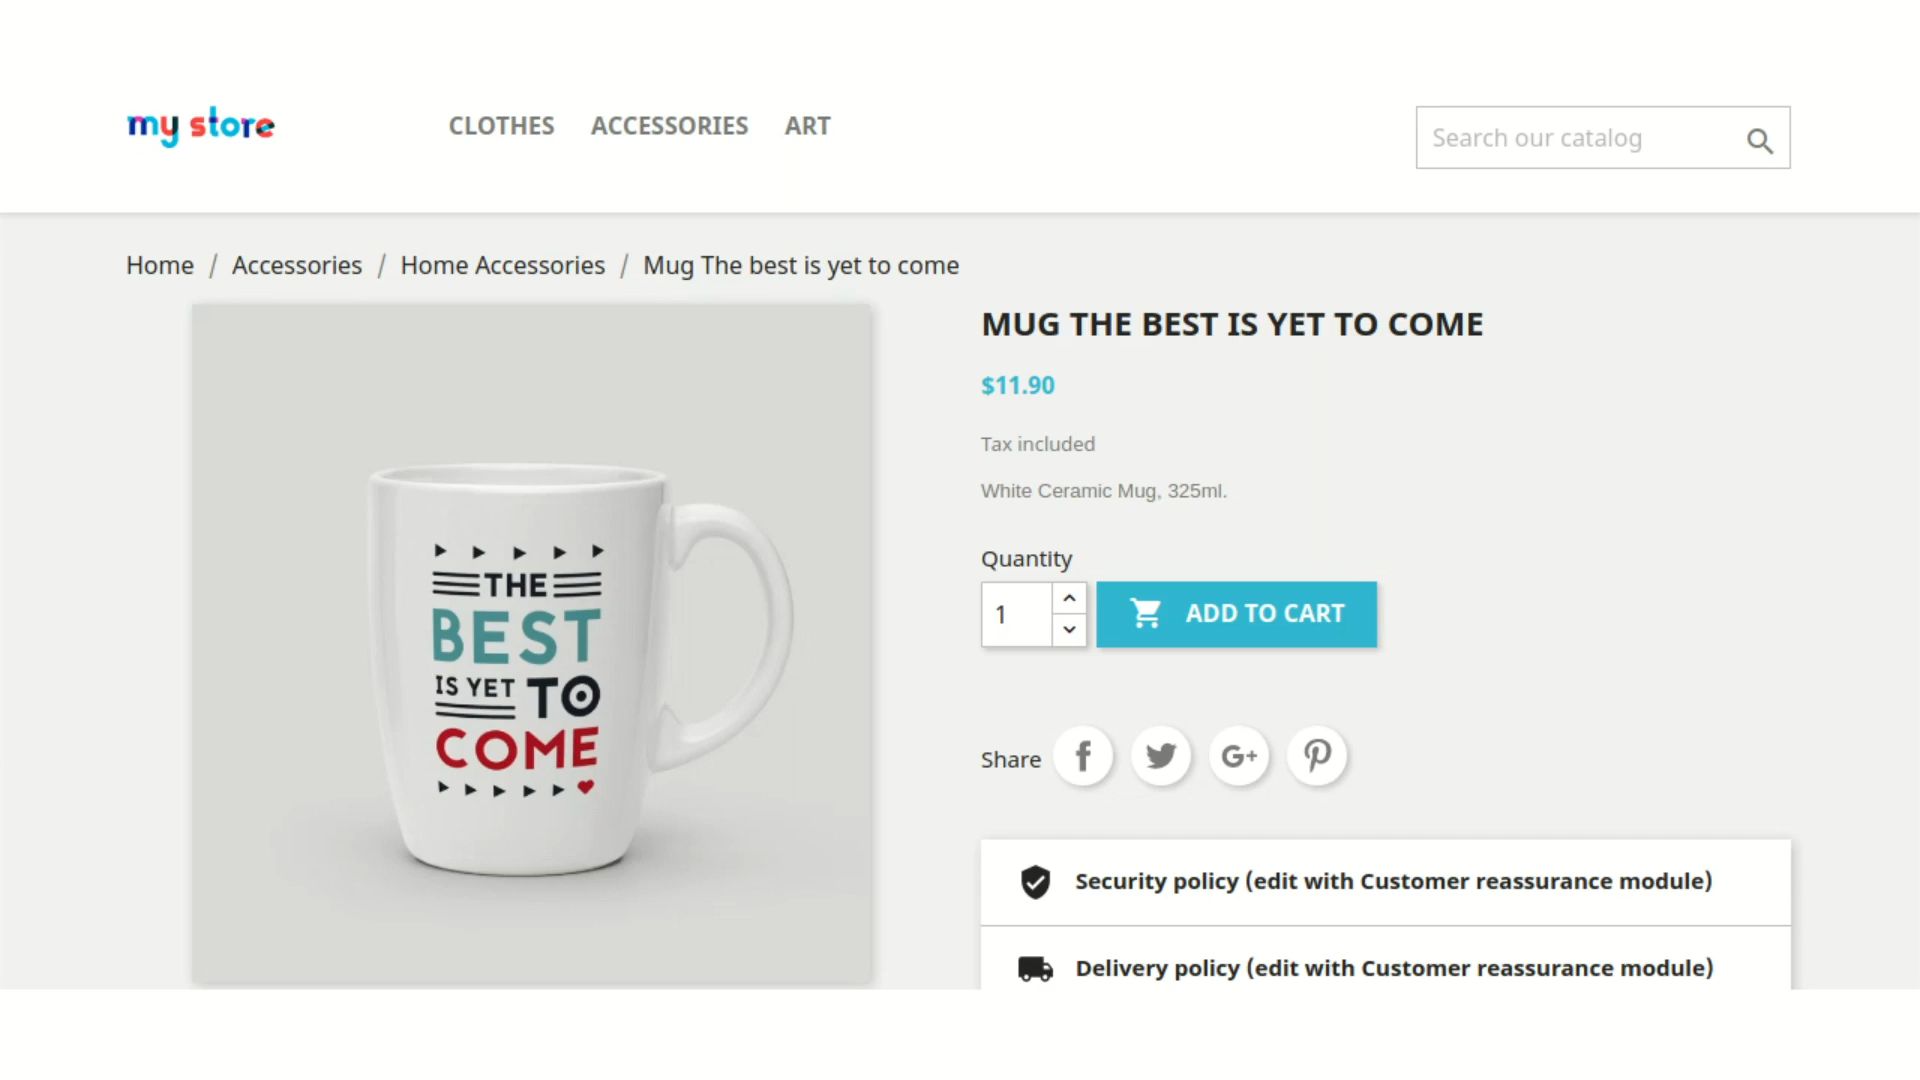 my store
CLOTHES ACCESSORIES ART
Search our catalog
Home / Accessories / Home Accessories / Mug The best is yet to come
THE
BEST
IS YET TO
COME
MUG THE BEST IS YET TO COME
$11.90
Tax included
White Ceramic Mug, 325ml.
Quantity
1
ADD TO CART
Share
Security policy (edit with Customer reassurance module)
Delivery policy (edit with Customer reassurance module)